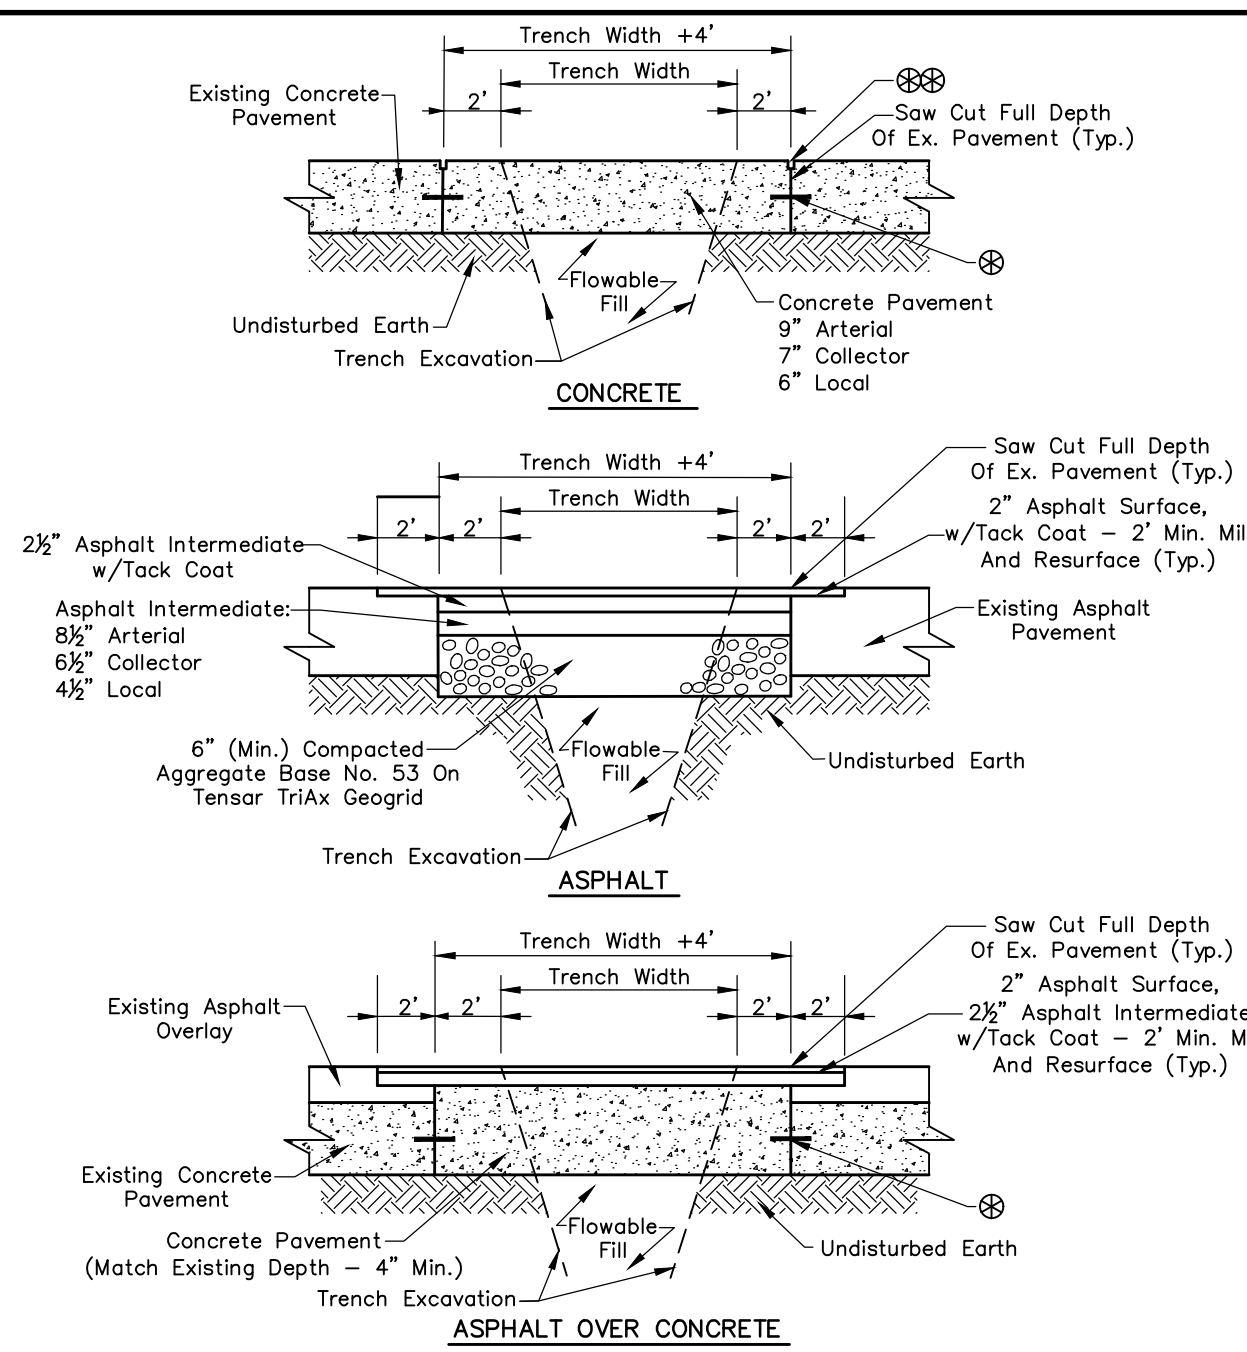 Trench Width +4'
Trench Width
2'
2'
Existing Concrete
Pavement
Saw Cut Full Depth
Of Ex. Pavement (Typ.)
Flowable
Fill
Undisturbed Earth
Trench Excavation
Concrete Pavement
9" Arterial
7" Collector
6" Local
CONCRETE
Saw Cut Full Depth
Of Ex. Pavement (Typ.)
Trench Width +4'
Trench Width
2'
2'
2'
2'
2" Asphalt Surface,
w/Tack Coat – 2' Min. Mil
And Resurface (Typ.)
2½" Asphalt Intermediate
w/Tack Coat
Asphalt Intermediate:
8½" Arterial
6½" Collector
4½" Local
Existing Asphalt
Pavement
6" (Min.) Compacted
Aggregate Base No. 53 On
Tensar TriAx Geogrid
Flowable
Fill
Undisturbed Earth
Trench Excavation
ASPHALT
Saw Cut Full Depth
Of Ex. Pavement (Typ.)
Trench Width +4'
Trench Width
2'
2'
2'
2'
2" Asphalt Surface,
2½" Asphalt Intermediate
w/Tack Coat – 2' Min. M
And Resurface (Typ.)
Existing Asphalt
Overlay
Existing Concrete
Pavement
Concrete Pavement
(Match Existing Depth – 4" Min.)
Flowable
Fill
Undisturbed Earth
Trench Excavation
ASPHALT OVER CONCRETE